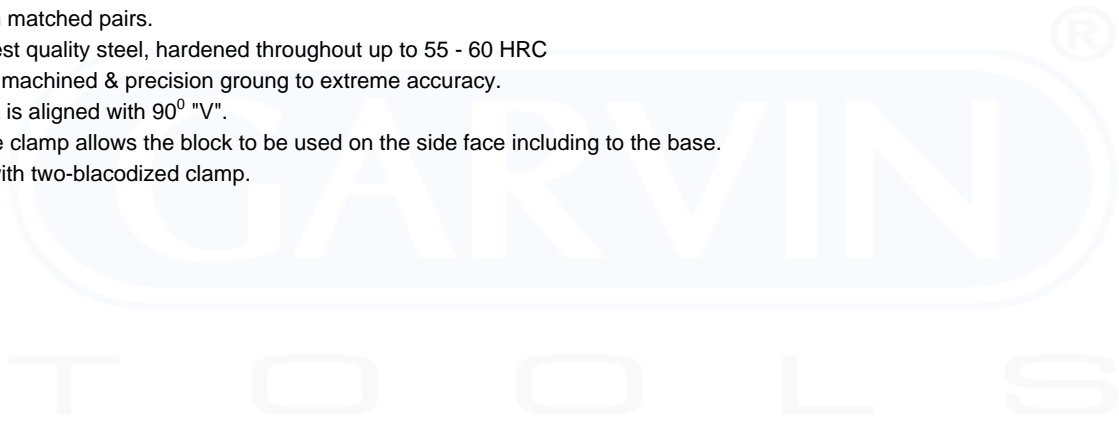 matched pairs.
quality steel, hardened throughout up to 55 - 60 HRC
machined & precision groung to extreme accuracy.
is aligned with 90⁰ "V".
clamp allows the block to be used on the side face including to the base.
two-blacodized clamp.
GARVIN ®
TOOLS